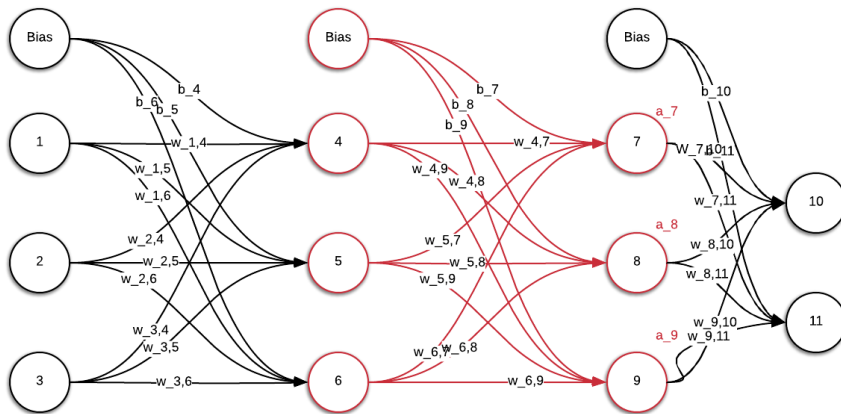 Bias
Bias
Bias
b_4
b_7
b_10
b_6
b_5
b_8
b_9
a_7
1
w_1,4
4
w_4,7
7
W_7,10
b_11
w_1,5
w_1,6
w_4,9
w_4,8
w_7,11
10
a_8
w_2,4
w_5,7
w_8,10
2
w_2,5
5
w_5,8
8
w_2,6
w_5,9
w_8,11
w_3,4
w_3,5
w_6,7
w_6,8
a_9
w_9,10
w_9,11
11
3
w_3,6
6
w_6,9
9